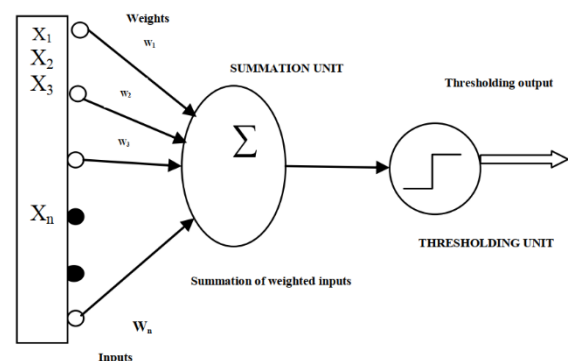 Weights
X1
w1
X2
SUMMATION UNIT
X3
w2
Thresholding output
Σ
w3
Xn
THRESHOLDING UNIT
Summation of weighted inputs
Wn
Inputs